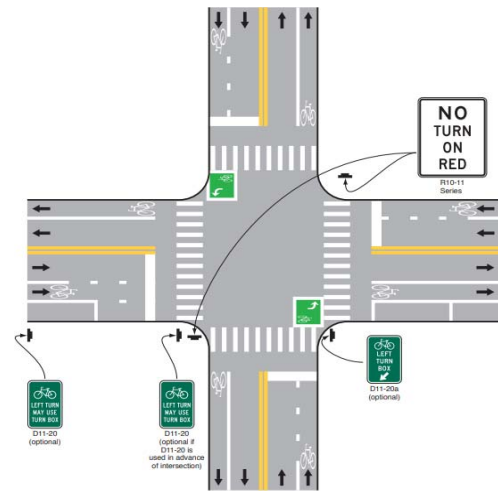 NO
TURN
ON
RED
R10-11
Series
LEFT TURN
MAY USE
TURN BOX
D11-20
(optional)
LEFT TURN
MAY USE
TURN BOX
D11-20
(optional if
D11-20 is
used in advance
of intersection)
LEFT
TURN
BOX
D11-20a
(optional)